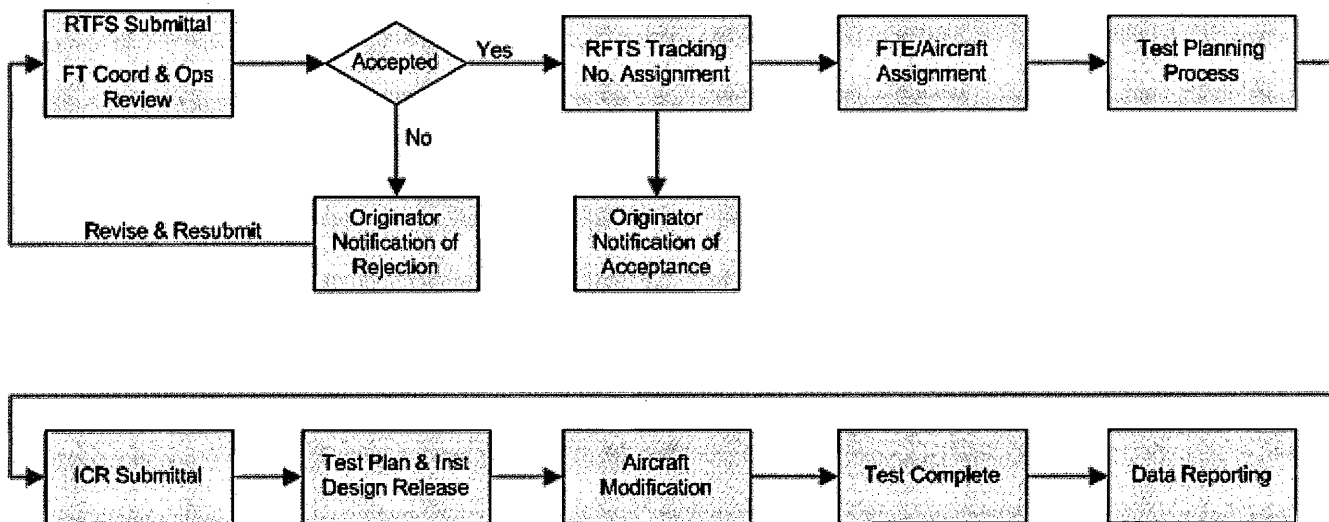 RTFS Submittal
FT Coord & Ops
Review
Accepted
Yes
No
RFTS Tracking
No. Assignment
FTE/Aircraft
Assignment
Test Planning
Process
Revise & Resubmit
Originator
Notification of
Rejection
Originator
Notification of
Acceptance
ICR Submittal
Test Plan & Inst
Design Release
Aircraft
Modification
Test Complete
Data Reporting